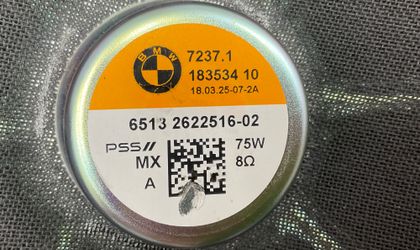 BMW
7237.1
183534 10
18.03.25-07-2A
6513 2622516-02
PSS// 75W
MX 8Ω
A